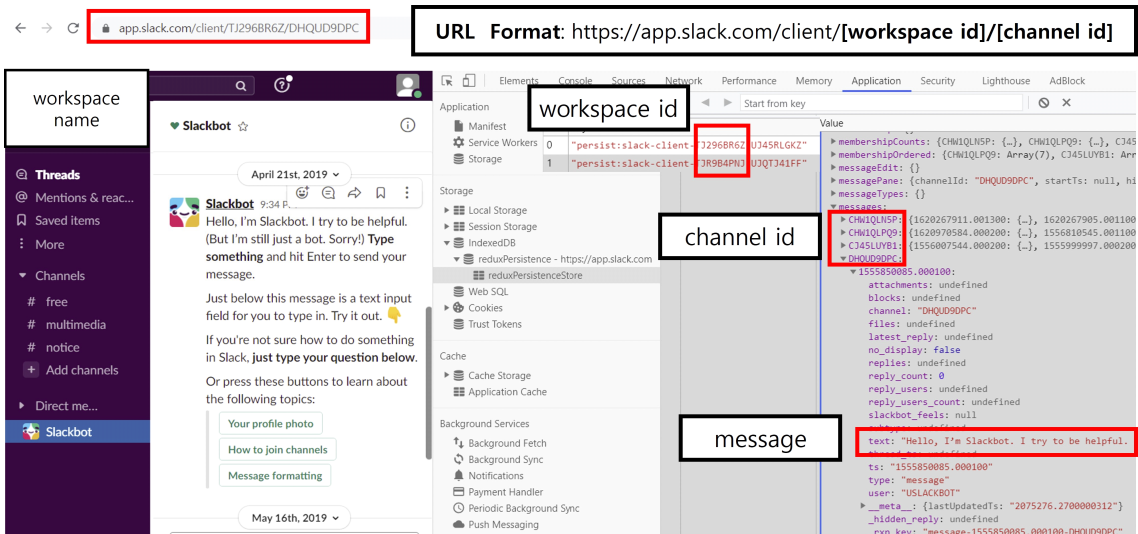 app.slack.com/client/TJ296BR6Z/DHQUD9DPC
URL Format: https://app.slack.com/client/[workspace id]/[channel id]
workspace
name
Slackbot
Threads
Mentions & reac...
Saved items
More
Channels
# free
# multimedia
# notice
+ Add channels
Direct me...
Slackbot
April 21st, 2019
Slackbot 9:34 P
Hello, I'm Slackbot. I try to be helpful.
(But I'm still just a bot. Sorry!) Type
something and hit Enter to send your
message.
Just below this message is a text input
field for you to type in. Try it out. 👇
If you're not sure how to do something
in Slack, just type your question below.
Or press these buttons to learn about
the following topics:
Your profile photo
How to join channels
Message formatting
May 16th, 2019
Elements Console Sources Network Performance Memory Application Security Lighthouse AdBlock
Application
Manifest
Service Workers
Storage
Storage
Local Storage
Session Storage
IndexedDB
reduxPersistence - https://app.slack.com
reduxPersistenceStore
Web SQL
Cookies
Trust Tokens
Cache
Cache Storage
Application Cache
Background Services
Background Fetch
Background Sync
Notifications
Payment Handler
Periodic Background Sync
Push Messaging
workspace id
Start from key
0 "persist:slack-client-TJ296BR6Z-UJ45RLGKZ"
1 "persist:slack-client-TJR9B4PNJ-UJQTJ41FF"
channel id
message
Value
membershipCounts: {CHW1QLN5P: {…}, CHW1QLPQ9: {…}, CJ45
membershipOrdered: {CHW1QLPQ9: Array(7), CJ45LUYB1: Arr
messageEdit: {}
messagePane: {channelId: "DHQUD9DPC", startTs: null, hi
messageTypes: {}
messages:
CHW1QLN5P: {1620267911.001300: {…}, 1620267905.001100
CHW1QLPQ9: {1620970584.000200: {…}, 1556810545.001100
CJ45LUYB1: {1556007544.000200: {…}, 1555999997.000200
DHQUD9DPC:
1555850085.000100:
attachments: undefined
blocks: undefined
channel: "DHQUD9DPC"
files: undefined
latest_reply: undefined
no_display: false
replies: undefined
reply_count: 0
reply_users: undefined
reply_users_count: undefined
slackbot_feels: null
subtype: undefined
text: "Hello, I'm Slackbot. I try to be helpful.
thread_ts: undefined
ts: "1555850085.000100"
type: "message"
user: "USLACKBOT"
__meta__: {lastUpdatedTs: "2075276.2700000312"}
_hidden_reply: undefined
_rxn_key: "message-1555850085.000100-DHQUD9DPC"